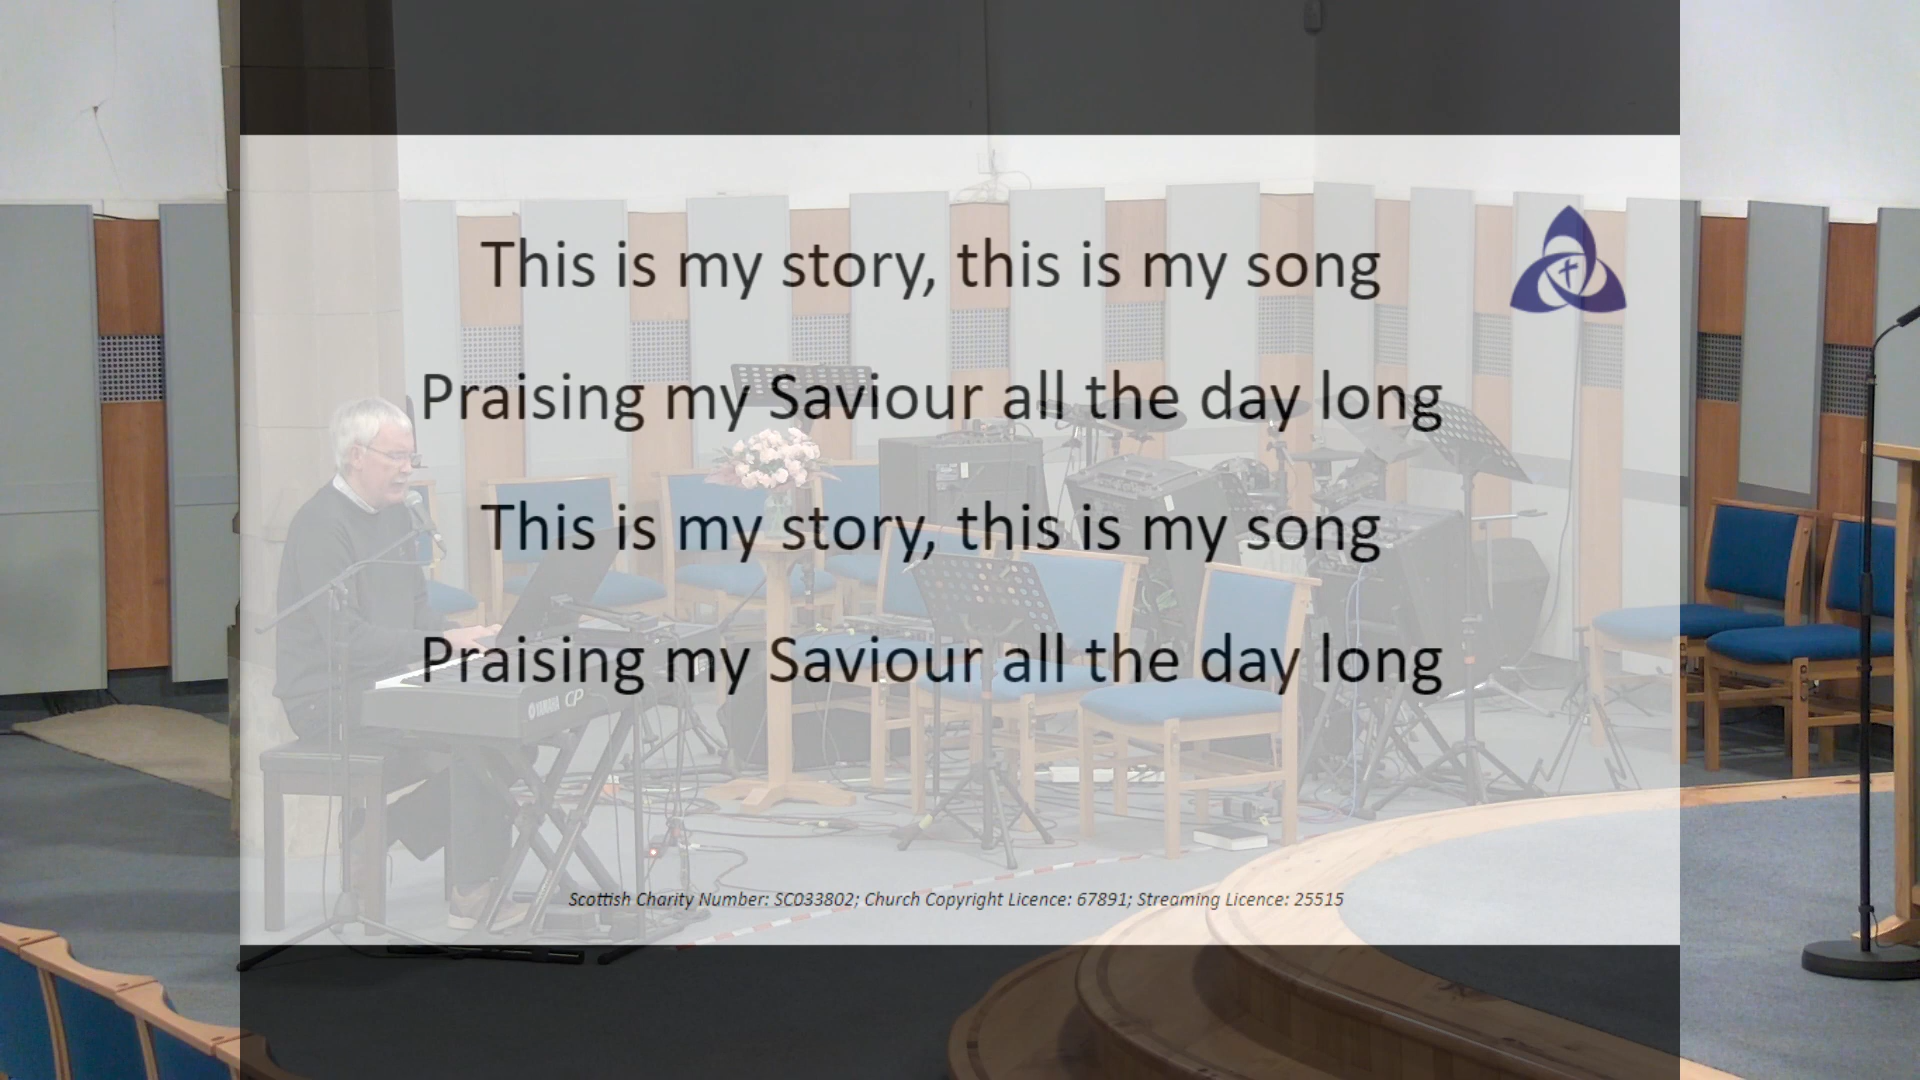 This is my story, this is my song
Praising my Saviour all the day long
This is my story, this is my song
Praising my Saviour all the day long
YAMAHA CP
Scottish Charity Number: SC033802; Church Copyright Licence: 67891; Streaming Licence: 25515